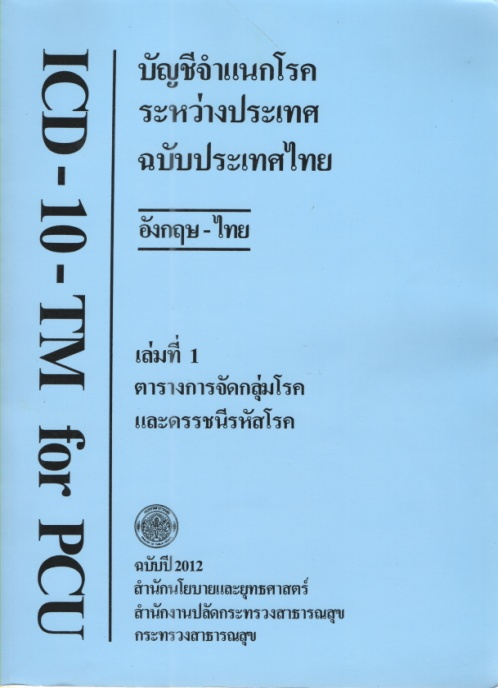 ICD-10-TM for PCU
บัญชีจำแนกโรค
ระหว่างประเทศ
ฉบับประเทศไทย
อังกฤษ - ไทย
เล่มที่ 1
ตารางการจัดกลุ่มโรค
และดรรชนีรหัสโรค
ฉบับปี 2012
สำนักนโยบายและยุทธศาสตร์
สำนักงานปลัดกระทรวงสาธารณสุข
กระทรวงสาธารณสุข